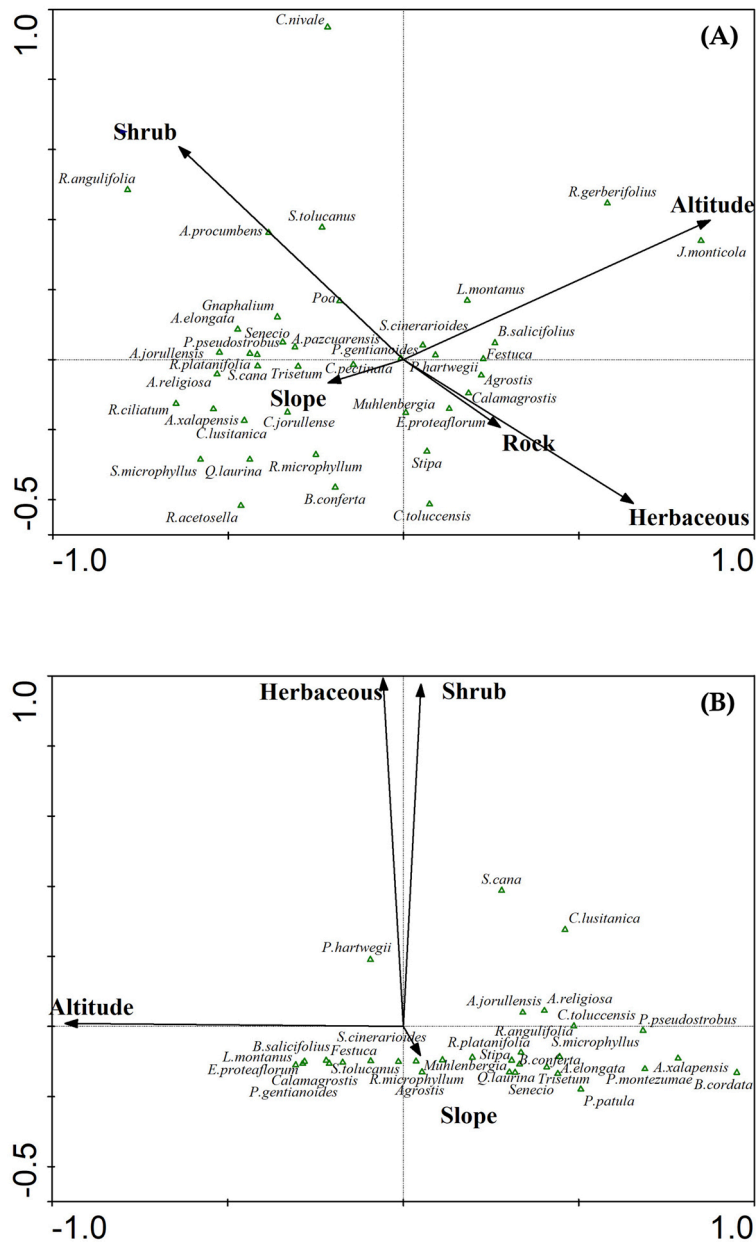 1.0
C.nivale
(A)
Shrub
R.angulifolia
R.gerberifolius
S.tolucanus
Altitude
A.procumbens
J.monticola
L.montanus
Poa
Gnaphalium
A.elongata
S.cinerarioides
Senecio
B.salicifolius
P.pseudostrobus
A.pazcuarensis
A.jorullensis
P.gentianoides
Festuca
R.platanifolia
P.hartwegii
S.cana
Trisetum
C.pectinata
A.religiosa
Agrostis
Slope
Calamagrostis
R.ciliatum
Muhlenbergia
A.xalapensis
C.jorullense
E.proteaflorum
C.lusitanica
Rock
S.microphyllus
Q.laurina
R.microphyllum
Stipa
B.conferta
R.acetosella
C.toluccensis
Herbaceous
-0.5
-1.0
1.0
1.0
Herbaceous
Shrub
(B)
S.cana
C.lusitanica
P.hartwegii
A.jorullensis
A.religiosa
Altitude
C.toluccensis
P.pseudostrobus
S.cinerarioides
R.angulifolia
R.platanifolia
S.microphyllus
B.salicifolius
Festuca
Stipa
L.montanus
Muhlenbergia
B.conferta
E.proteaflorum
S.tolucanus
A.elongata
A.xalapensis
Calamagrostis
R.microphyllum
Q.laurina
Trisetum
P.montezumae
B.cordata
P.gentianoides
Agrostis
Senecio
P.patula
Slope
-0.5
-1.0
1.0